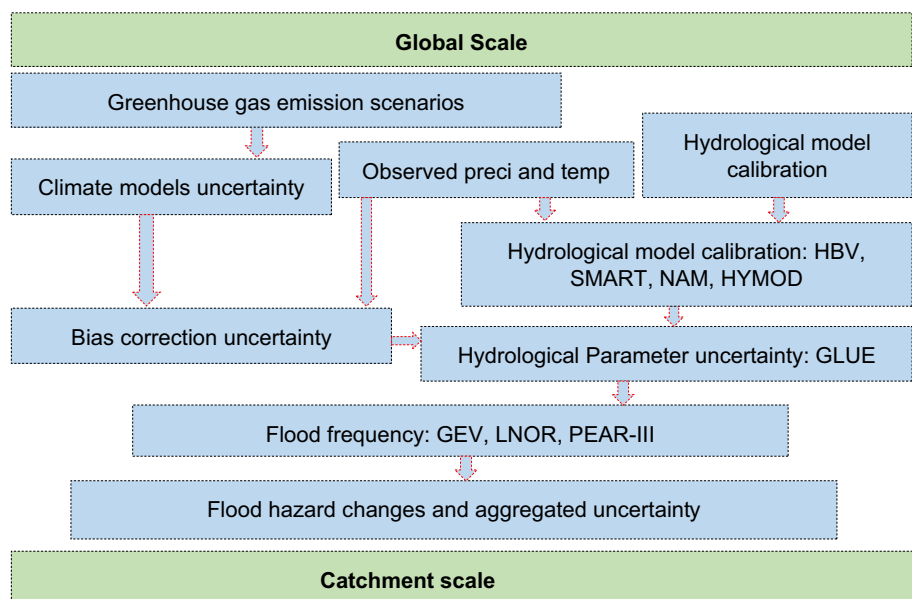 Global Scale
Greenhouse gas emission scenarios
Hydrological model
calibration
Observed preci and temp
Climate models uncertainty
Hydrological model calibration: HBV,
SMART, NAM, HYMOD
Bias correction uncertainty
Hydrological Parameter uncertainty: GLUE
Flood frequency: GEV, LNOR, PEAR-III
Flood hazard changes and aggregated uncertainty
Catchment scale